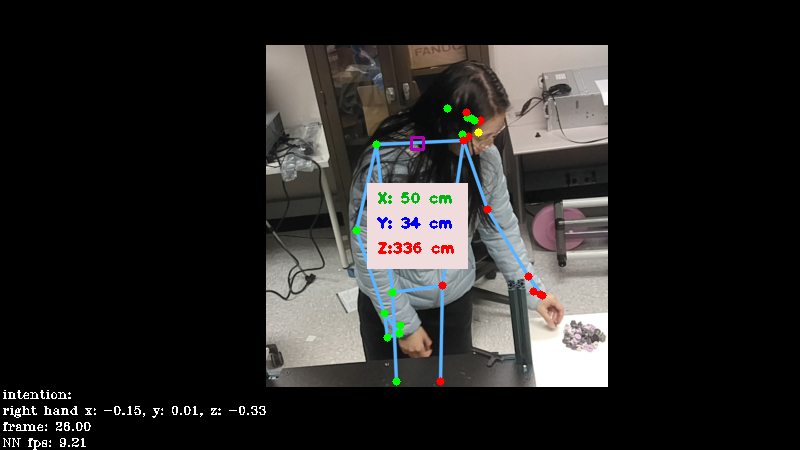 FANUC
X: 50 cm
Y: 34 cm
Z:336 cm
intention:
right hand x: -0.15, y: 0.01, z: -0.33
frame: 26.00
NN fps: 9.21